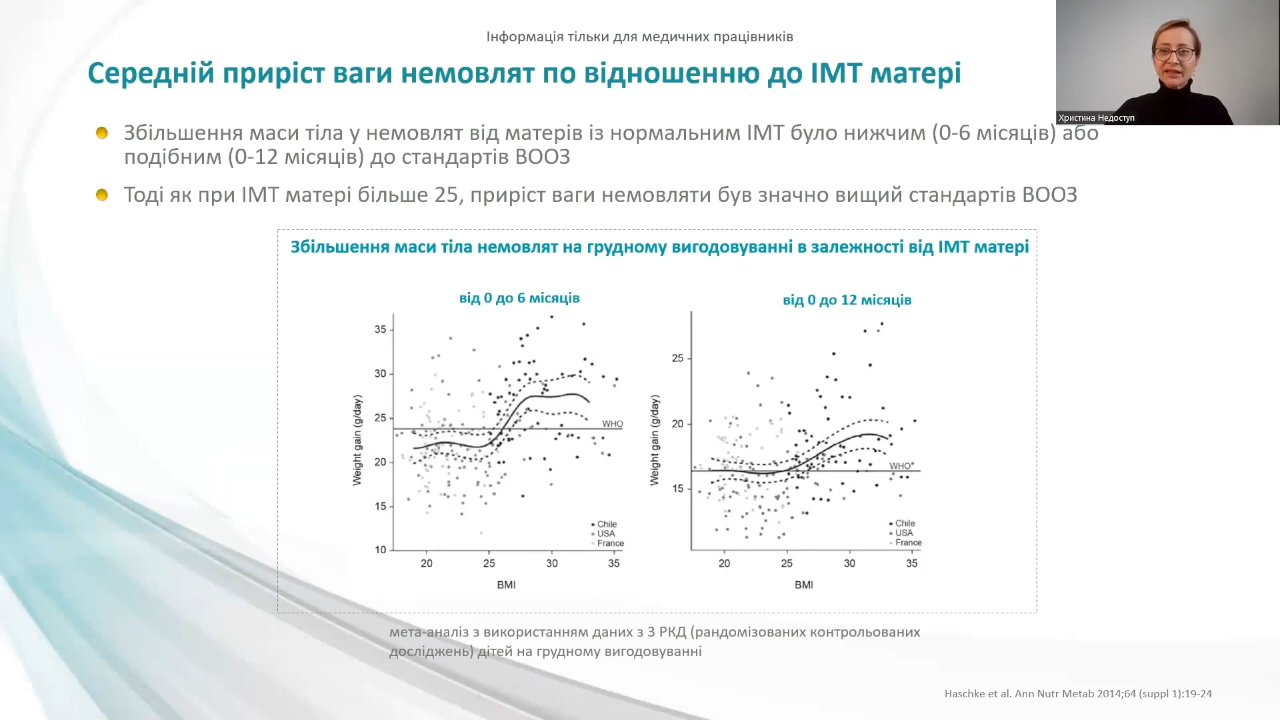 Інформація тільки для медичних працівників
Середній приріст ваги немовлят по відношенню до ІМТ матері
Христина Недоступ
Збільшення маси тіла у немовлят від матерів із нормальним ІМТ було нижчим (0-6 місяців) або
подібним (0-12 місяців) до стандартів ВООЗ
Тоді як при ІМТ матері більше 25, приріст ваги немовляти був значно вищий стандартів ВООЗ
Збільшення маси тіла немовлят на грудному вигодовуванні в залежності від ІМТ матері
від 0 до 6 місяців
35
30
25
20
15
10
Weight gain (g/day)
WHO
Chile
USA
France
20 25 30 35
BMI
від 0 до 12 місяців
25
20
15
Weight gain (g/day)
WHO*
Chile
USA
France
20 25 30 35
BMI
мета-аналіз з використанням даних з 3 РКД (рандомізованих контрольованих
досліджень) дітей на грудному вигодовуванні
Haschke et al. Ann Nutr Metab 2014;64 (suppl 1):19-24